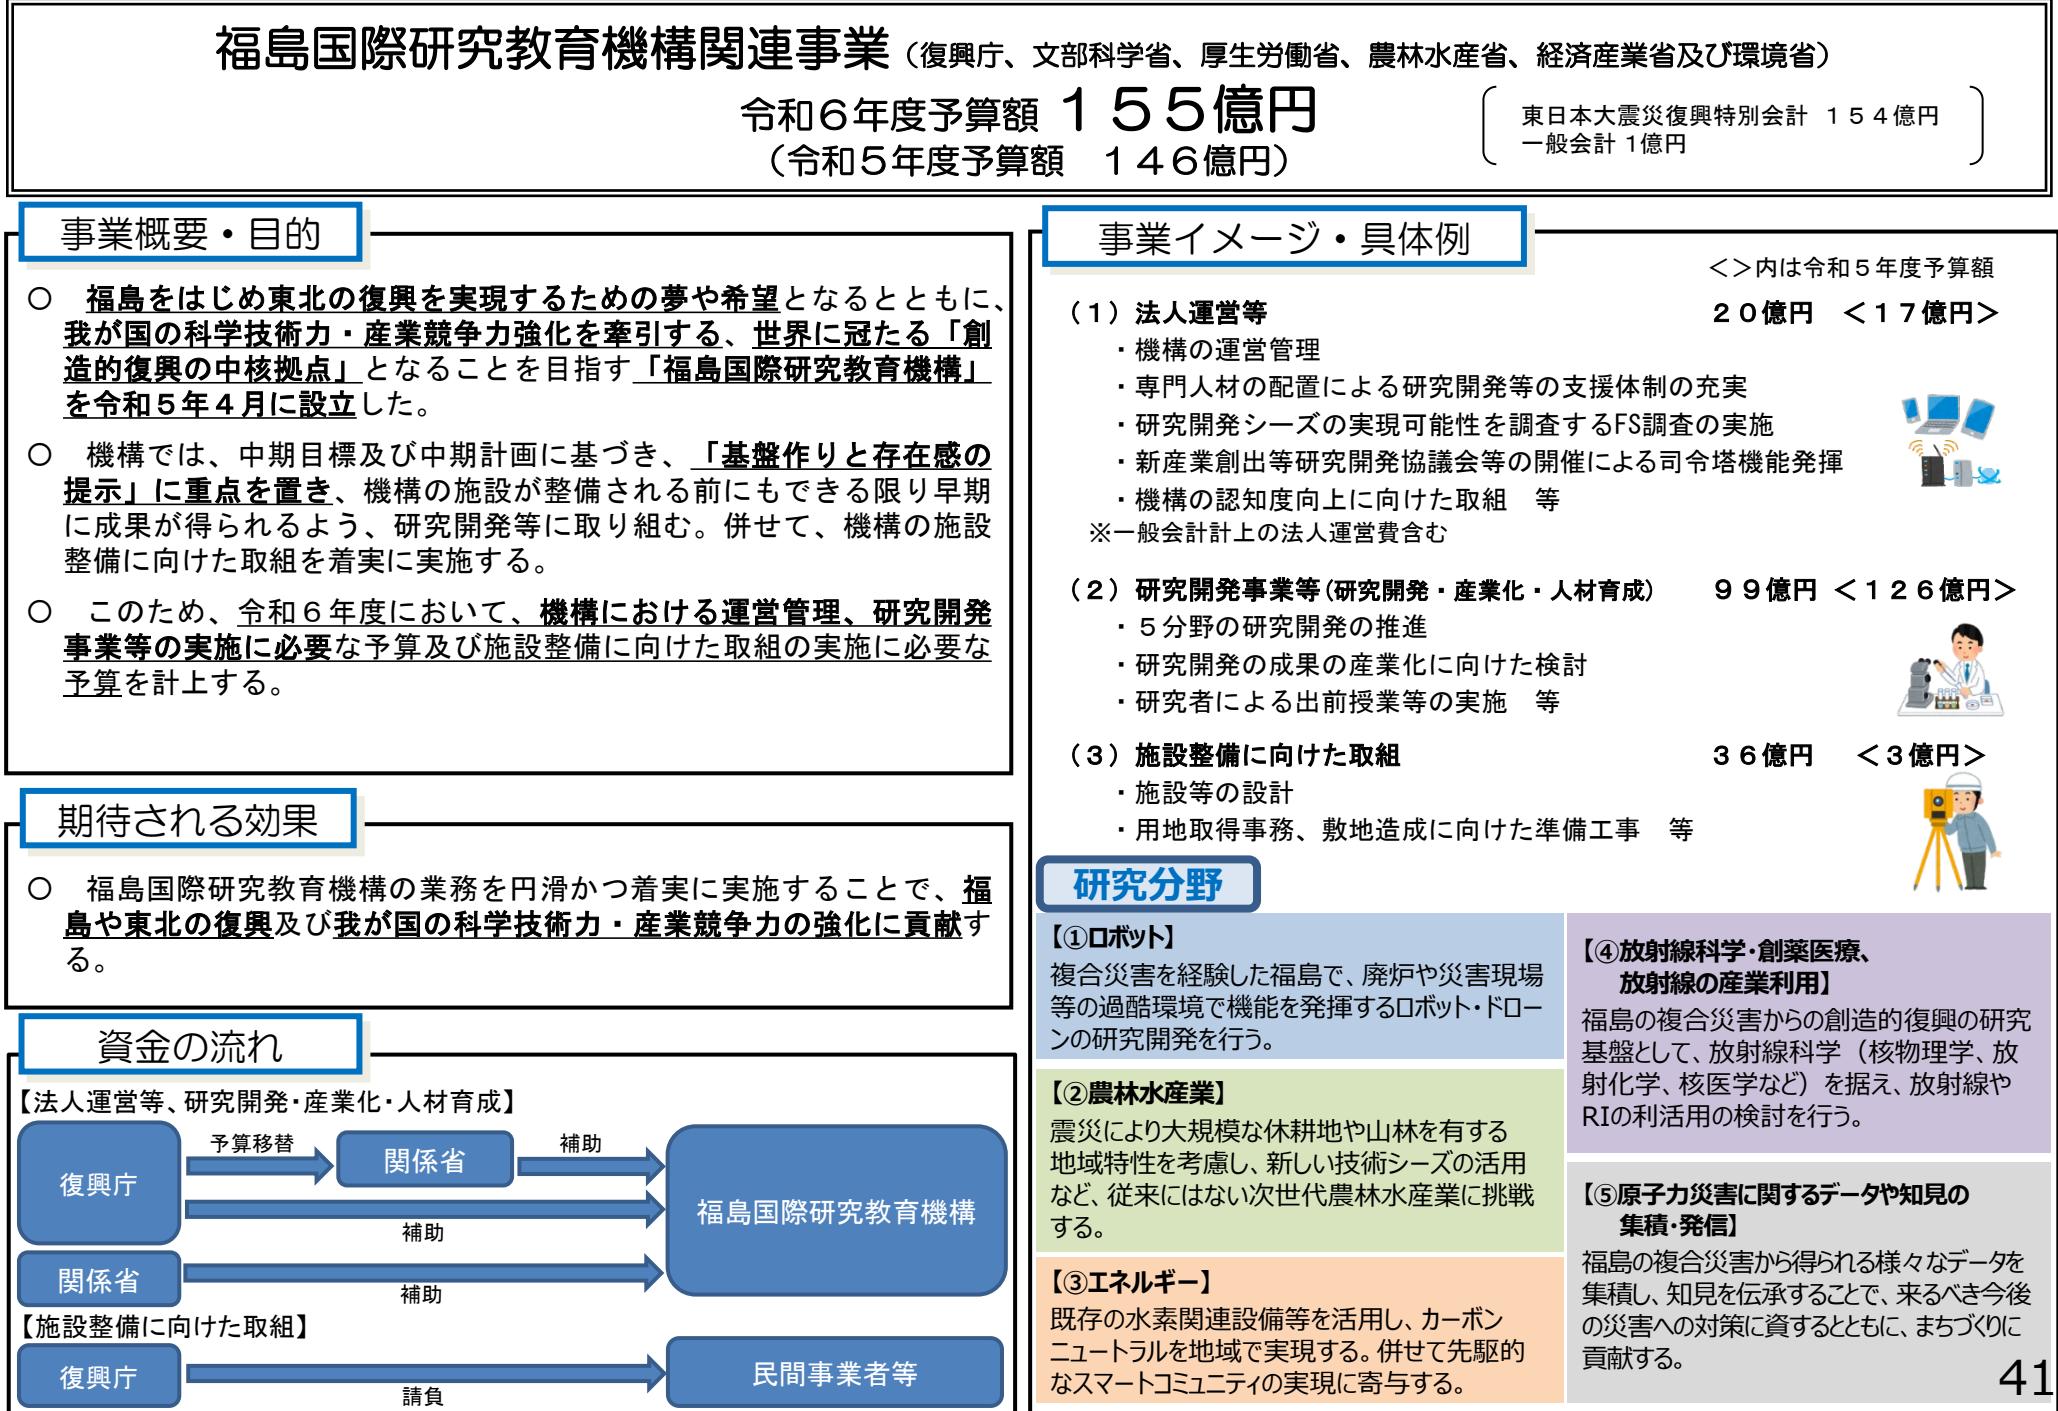 福島国際研究教育機構関連事業（復興庁、文部科学省、厚生労働省、農林水産省、経済産業省及び環境省）
令和６年度予算額 １５５億円
（令和５年度予算額　１４６億円）
東日本大震災復興特別会計　１５４億円
一般会計 1億円
事業概要・目的
○　福島をはじめ東北の復興を実現するための夢や希望となるとともに、
我が国の科学技術力・産業競争力強化を牽引する、世界に冠たる「創
造的復興の中核拠点」となることを目指す「福島国際研究教育機構」
を令和５年４月に設立した。
○　機構では、中期目標及び中期計画に基づき、「基盤作りと存在感の
提示」に重点を置き、機構の施設が整備される前にもできる限り早期
に成果が得られるよう、研究開発等に取り組む。併せて、機構の施設
整備に向けた取組を着実に実施する。
○　このため、令和６年度において、機構における運営管理、研究開発
事業等の実施に必要な予算及び施設整備に向けた取組の実施に必要な
予算を計上する。
期待される効果
○　福島国際研究教育機構の業務を円滑かつ着実に実施することで、福
島や東北の復興及び我が国の科学技術力・産業競争力の強化に貢献す
る。
資金の流れ
【法人運営等、研究開発・産業化・人材育成】
復興庁
予算移替
関係省
補助
福島国際研究教育機構
補助
関係省
補助
【施設整備に向けた取組】
復興庁
請負
民間事業者等
事業イメージ・具体例
＜＞内は令和５年度予算額
（１）法人運営等　２０億円　＜１７億円＞
・機構の運営管理
・専門人材の配置による研究開発等の支援体制の充実
・研究開発シーズの実現可能性を調査するFS調査の実施
・新産業創出等研究開発協議会等の開催による司令塔機能発揮
・機構の認知度向上に向けた取組　等
※一般会計計上の法人運営費含む
（２）研究開発事業等(研究開発・産業化・人材育成)　９９億円 ＜１２６億円＞
・５分野の研究開発の推進
・研究開発の成果の産業化に向けた検討
・研究者による出前授業等の実施　等
（３）施設整備に向けた取組　３６億円　＜３億円＞
・施設等の設計
・用地取得事務、敷地造成に向けた準備工事　等
研究分野
【①ロボット】
複合災害を経験した福島で、廃炉や災害現場
等の過酷環境で機能を発揮するロボット・ドロー
ンの研究開発を行う。
【②農林水産業】
震災により大規模な休耕地や山林を有する
地域特性を考慮し、新しい技術シーズの活用
など、従来にはない次世代農林水産業に挑戦
する。
【③エネルギー】
既存の水素関連設備等を活用し、カーボン
ニュートラルを地域で実現する。併せて先駆的
なスマートコミュニティの実現に寄与する。
【④放射線科学・創薬医療、
放射線の産業利用】
福島の複合災害からの創造的復興の研究
基盤として、放射線科学（核物理学、放
射化学、核医学など）を据え、放射線や
RIの利活用の検討を行う。
【⑤原子力災害に関するデータや知見の
集積・発信】
福島の複合災害から得られる様々なデータを
集積し、知見を伝承することで、来るべき今後
の災害への対策に資するとともに、まちづくりに
貢献する。
41